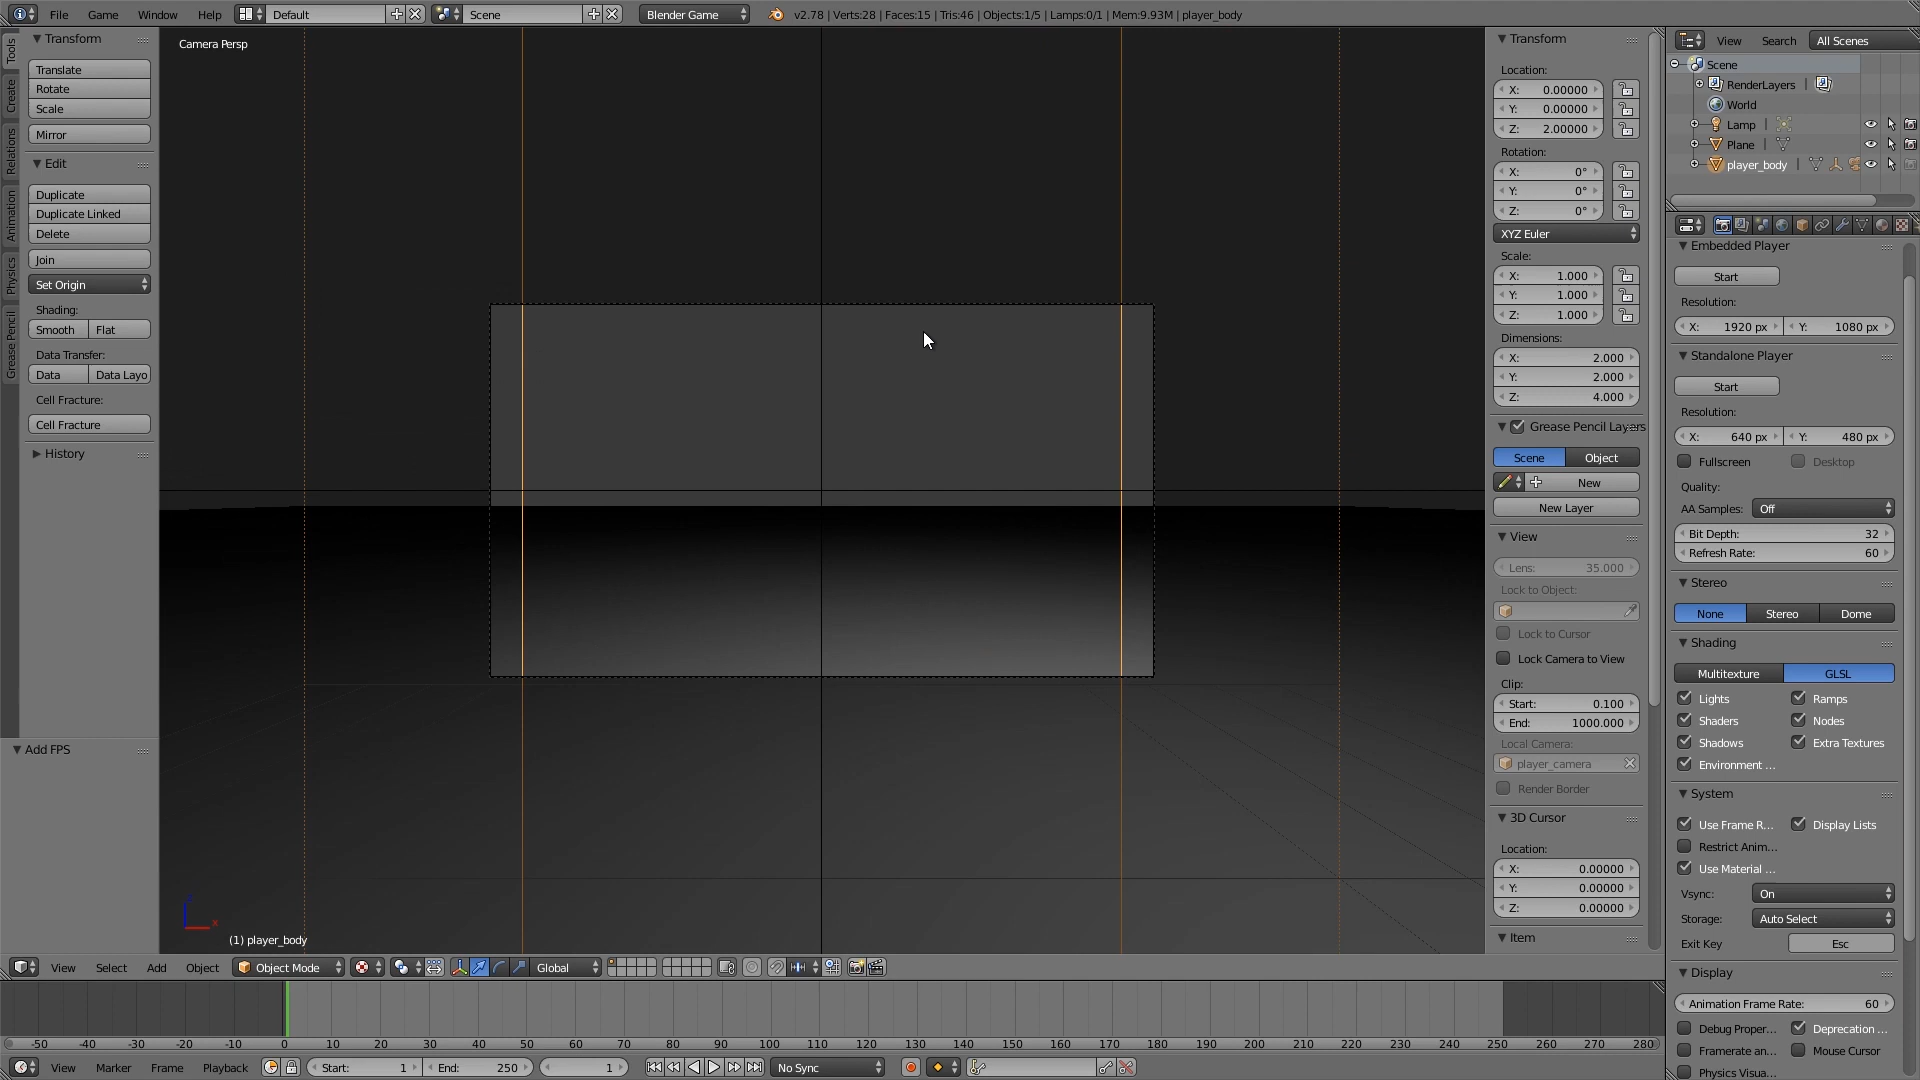 File Game Window Help Default Scene Blender Game v2.78 | Verts:28 | Faces:15 | Tris:46 | Objects:1/5 | Lamps:0/1 | Mem:9.93M | player_body
Tools
Create
Relations
Animation
Physics
Grease Pencil
Transform
Translate
Rotate
Scale
Mirror
Edit
Duplicate
Duplicate Linked
Delete
Join
Set Origin
Shading:
Smooth Flat
Data Transfer:
Data Data Layo
Cell Fracture:
Cell Fracture
History
Add FPS
Camera Persp
(1) player_body
Transform
Location:
X: 0.00000
Y: 0.00000
Z: 2.00000
Rotation:
X: 0°
Y: 0°
Z: 0°
XYZ Euler
Scale:
X: 1.000
Y: 1.000
Z: 1.000
Dimensions:
X: 2.000
Y: 2.000
Z: 4.000
Grease Pencil Layers
Scene Object
New
New Layer
View
Lens: 35.000
Lock to Object:
Lock to Cursor
Lock Camera to View
Clip:
Start: 0.100
End: 1000.000
Local Camera:
player_camera
Render Border
3D Cursor
Location:
X: 0.00000
Y: 0.00000
Z: 0.00000
Item
View Search All Scenes
Scene
RenderLayers |
World
Lamp |
Plane |
player_body |
Embedded Player
Start
Resolution:
X: 1920 px Y: 1080 px
Standalone Player
Start
Resolution:
X: 640 px Y: 480 px
Fullscreen Desktop
Quality:
AA Samples: Off
Bit Depth: 32
Refresh Rate: 60
Stereo
None Stereo Dome
Shading
Multitexture GLSL
Lights Ramps
Shaders Nodes
Shadows Extra Textures
Environment ...
System
Use Frame R... Display Lists
Restrict Anim...
Use Material ...
Vsync: On
Storage: Auto Select
Exit Key Esc
Display
Animation Frame Rate: 60
Debug Proper... Deprecation ...
Framerate an... Mouse Cursor
Physics Visua...
View Select Add Object Object Mode Global
-50 -40 -30 -20 -10 0 10 20 30 40 50 60 70 80 90 100 110 120 130 140 150 160 170 180 190 200 210 220 230 240 250 260 270 280
View Marker Frame Playback Start: 1 End: 250 1 No Sync